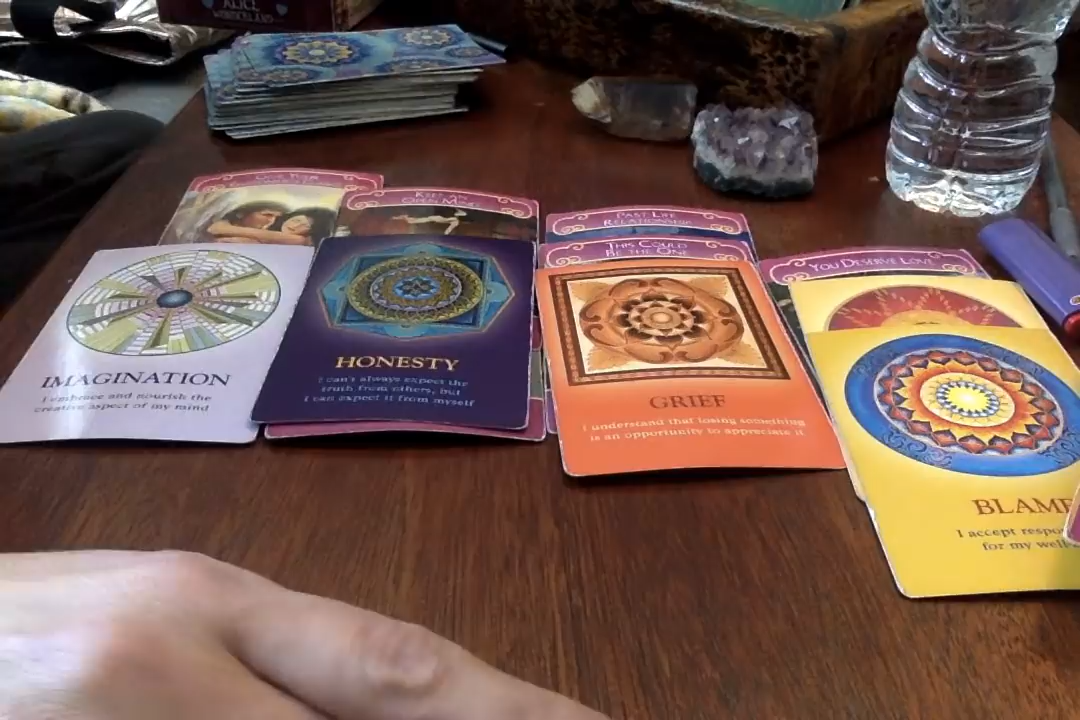 ALICE
WONDERLAND
KEEP AN
OPEN MIND
PAST LIFE
RELATIONSHIP
THIS COULD
BE THE ONE
YOU DESERVE LOVE
IMAGINATION
I embrace and nourish the
creative aspect of my mind
HONESTY
I can't always expect the
truth from others, but
I can expect it from myself
GRIEF
I understand that losing something
is an opportunity to appreciate it
BLAME
I accept
for my